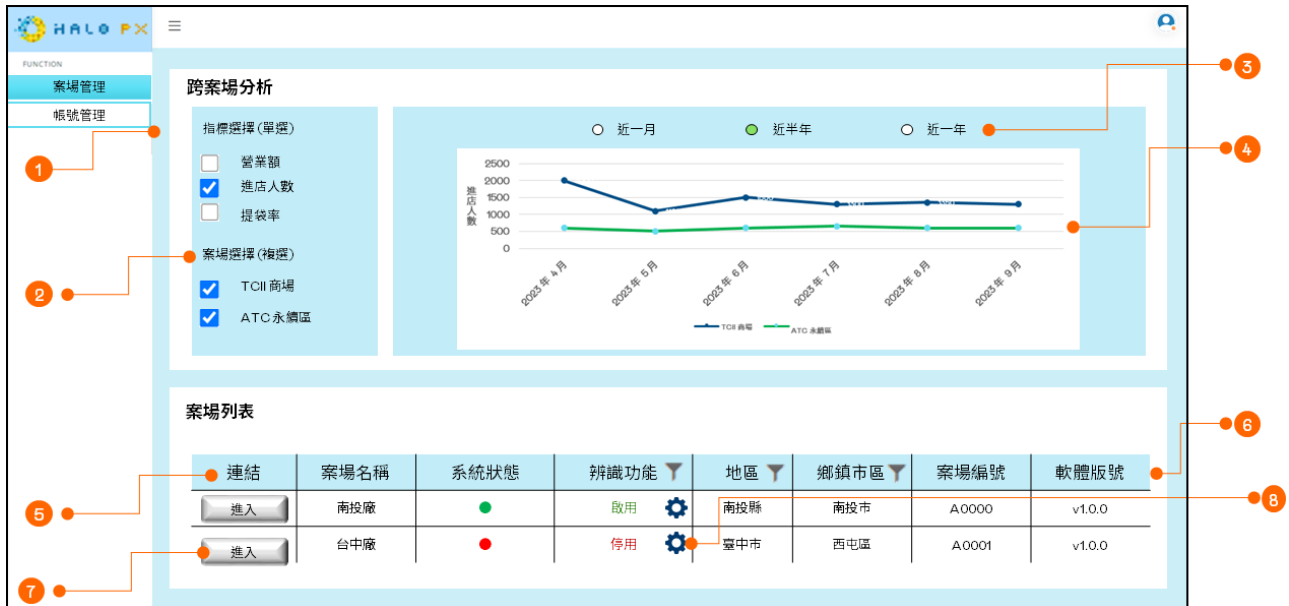 HALO PX
FUNCTION
案場管理
帳號管理
跨案場分析
指標選擇(單選)
營業額
進店人數
提袋率
案場選擇(複選)
TCII 商場
ATC 永續區
近一月 近半年 近一年
進店人數
2500
2000
1500
1000
500
0
2023年 4月 2023年 5月 2023年 6月 2023年 7月 2023年 8月 2023年 9月
TCII 商場 ATC 永續區
案場列表
連結 案場名稱 系統狀態 辨識功能 地區 鄉鎮市區 案場編號 軟體版號
進入 南投廠 啟用 南投縣 南投市 A0000 v1.0.0
進入 台中廠 停用 臺中市 西屯區 A0001 v1.0.0
1
2
3
4
5
6
7
8